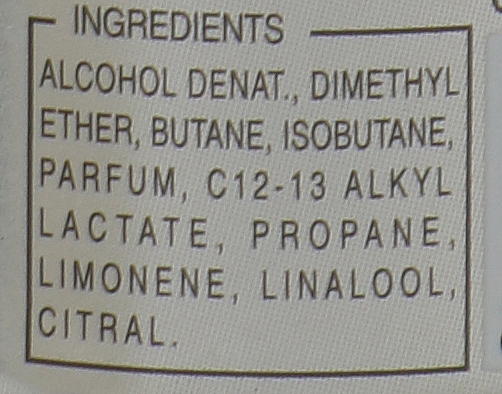 INGREDIENTS
ALCOHOL DENAT., DIMETHYL
ETHER, BUTANE, ISOBUTANE,
PARFUM, C12-13 ALKYL
LACTATE, PROPANE,
LIMONENE, LINALOOL,
CITRAL.